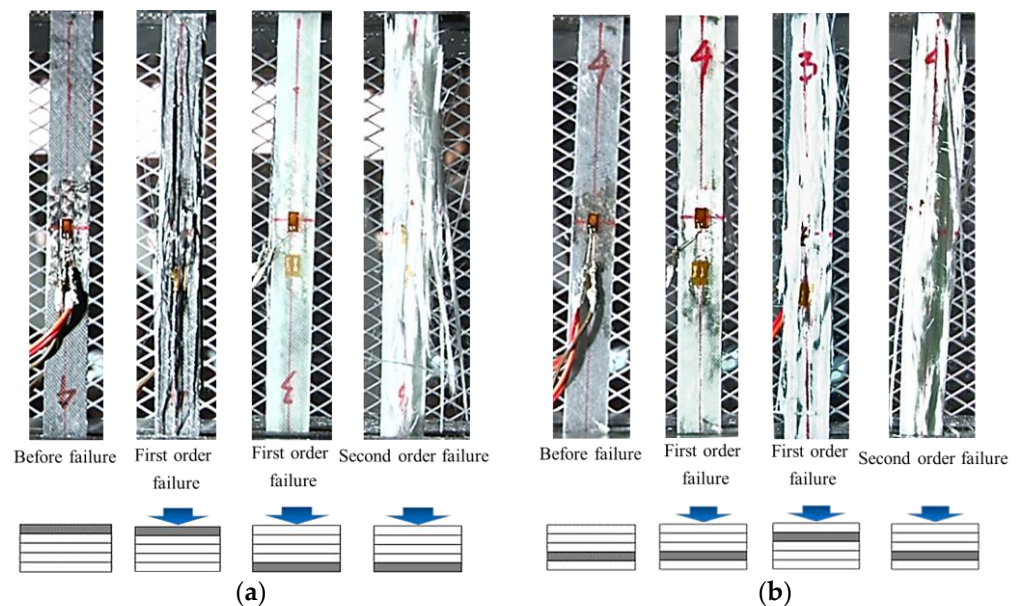 4
4
3
4
Before failure
First order
failure
First order
failure
Second order failure
Before failure
First order
failure
First order
failure
Second order failure
(a)
(b)